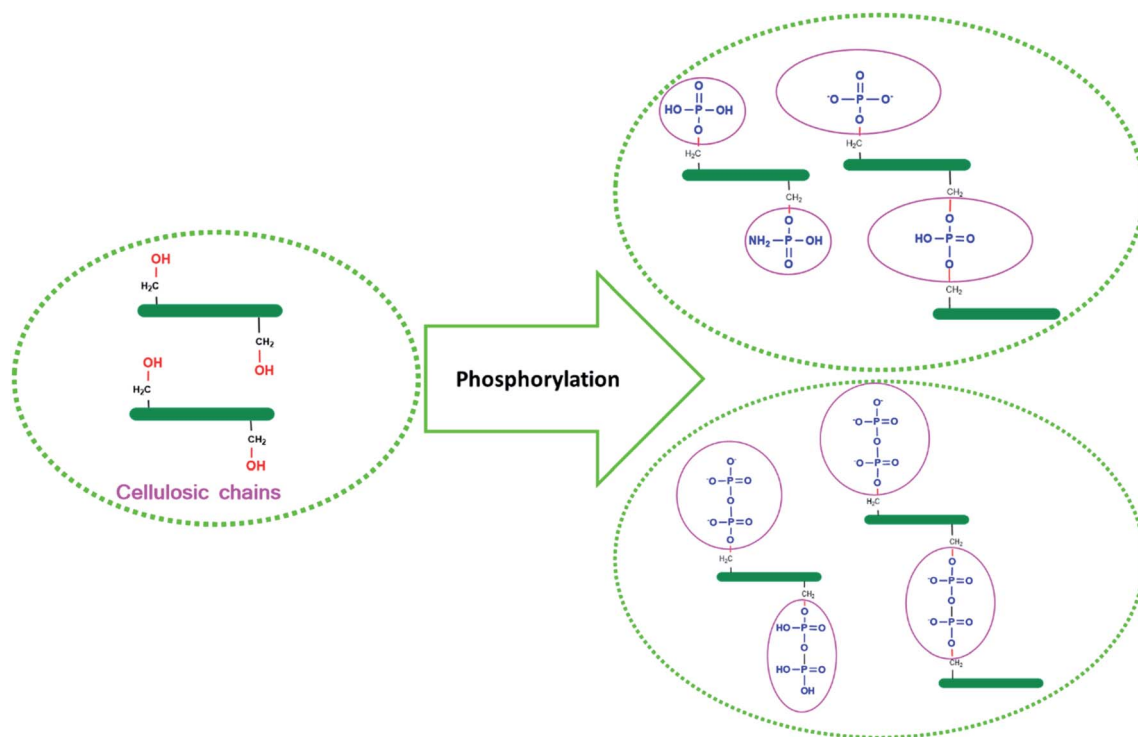 OH
H₂C
CH₂
OH
OH
H₂C
CH₂
OH
Cellulosic chains
Phosphorylation
O
HO-P-OH
O
H₂C
CH₂
O
NH₂-P-OH
O
O
⁻O-P-O⁻
O
H₂C
CH₂
O
HO-P=O
O
CH₂
O⁻
⁻O-P=O
O
⁻O-P=O
O
H₂C
CH₂
O
HO-P=O
O
HO-P=O
OH
O⁻
⁻O-P=O
O
⁻O-P=O
O
H₂C
CH₂
O
⁻O-P=O
O
⁻O-P=O
O
CH₂